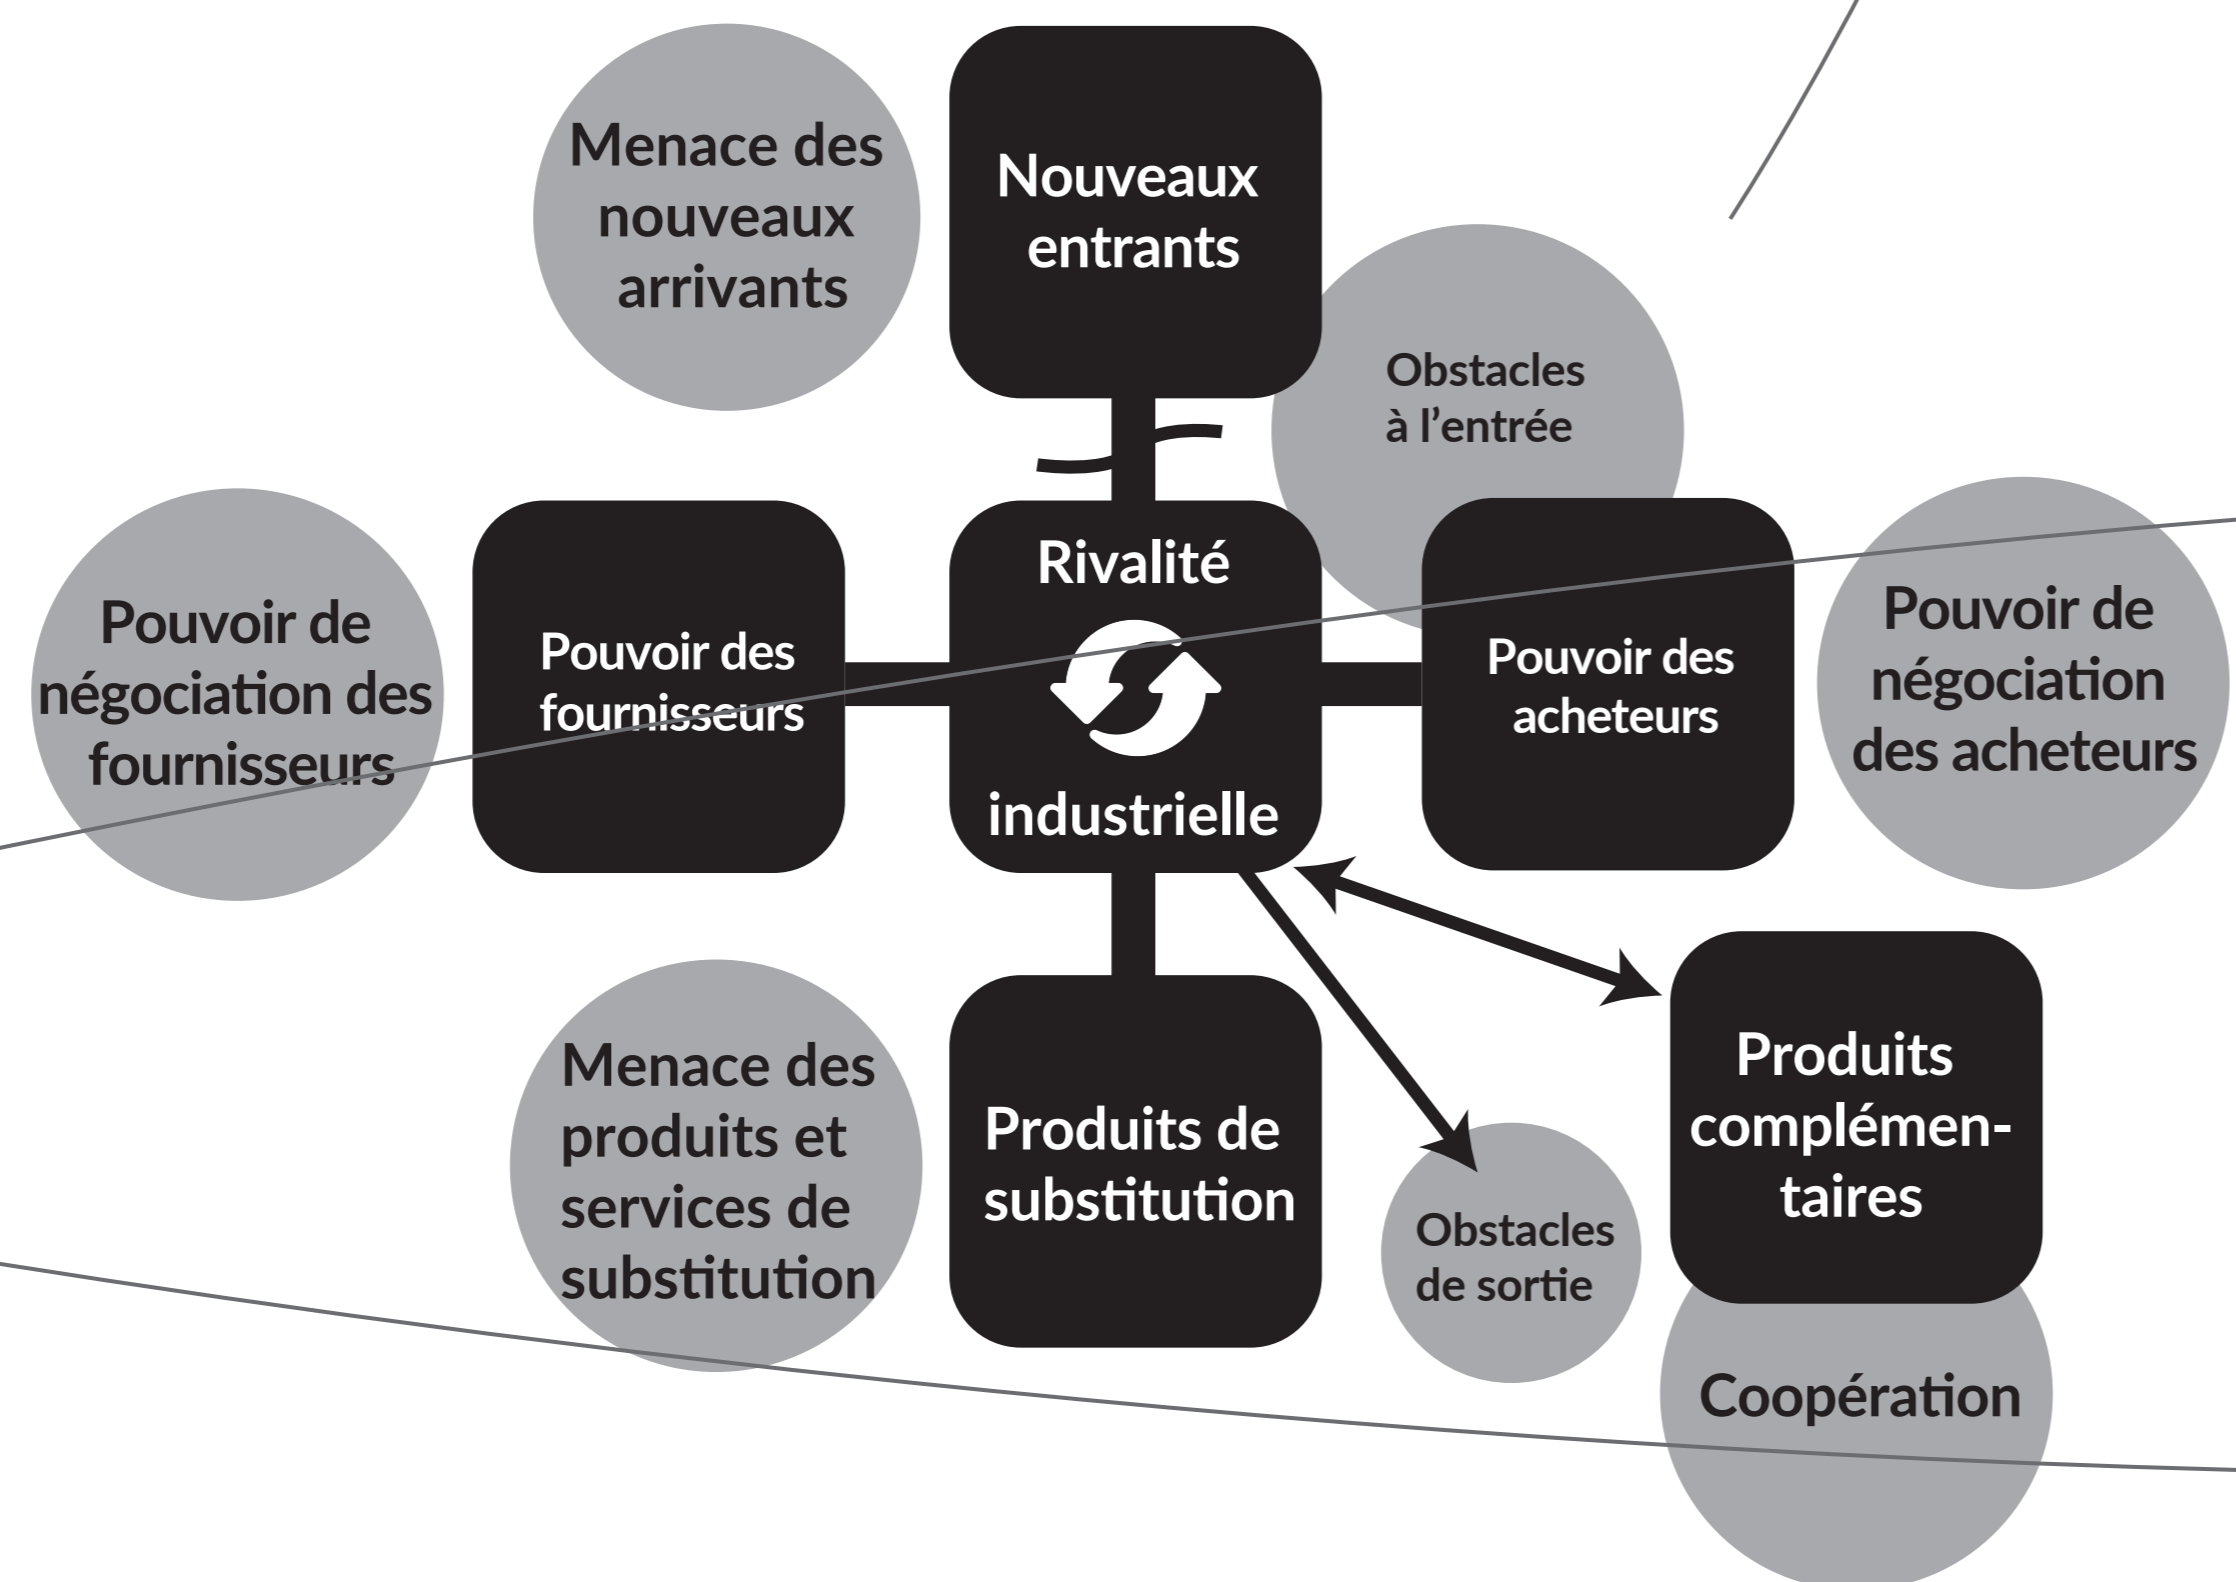 Menace des
nouveaux
arrivants
Nouveaux
entrants
Obstacles
à l’entrée
Pouvoir de
négociation des
fournisseurs
Pouvoir des
fournisseurs
Rivalité
industrielle
Pouvoir des
acheteurs
Pouvoir de
négociation
des acheteurs
Menace des
produits et
services de
substitution
Produits de
substitution
Obstacles
de sortie
Produits
complémen-
taires
Coopération